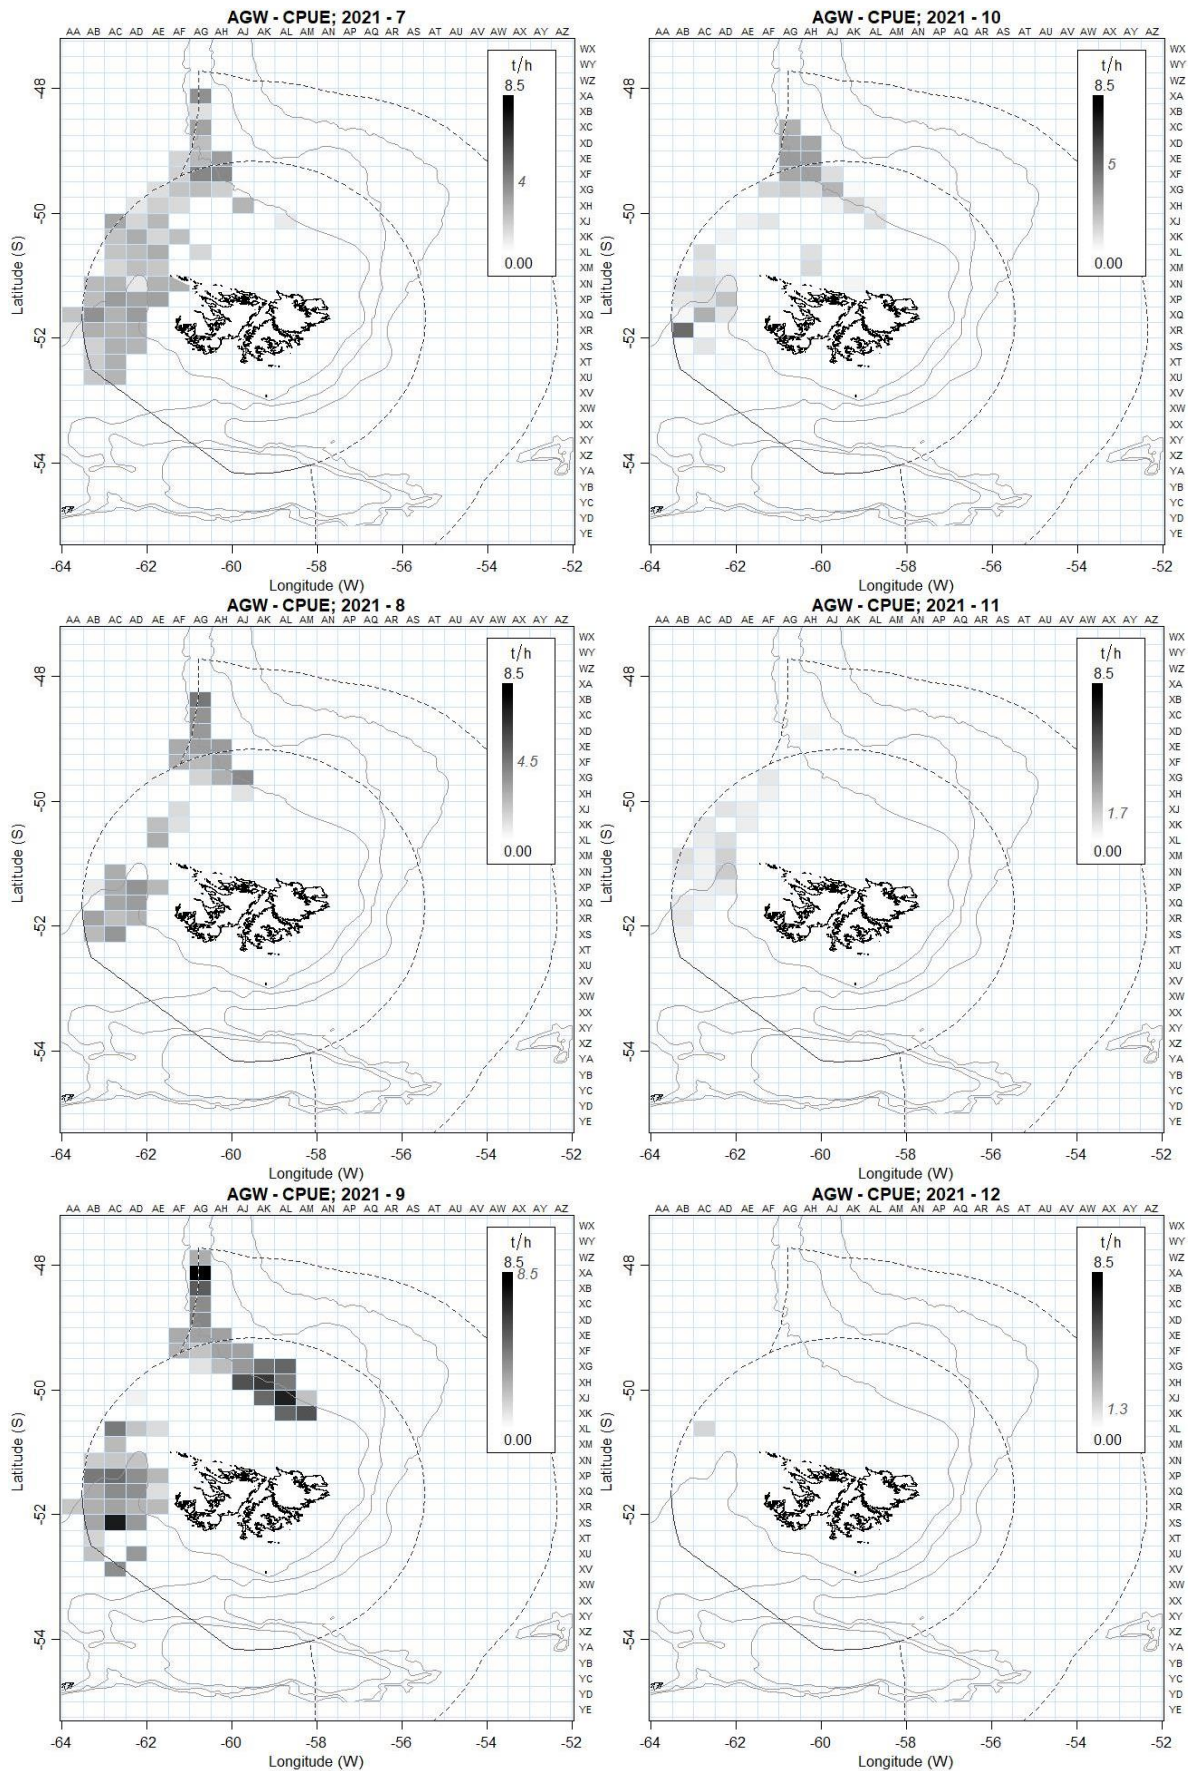 AGW - CPUE; 2021 - 7
AA AB AC AD AE AF AG AH AJ AK AL AM AN AP AQ AR AS AT AU AV AW AX AY AZ
t/h
8.5
4
0.00
WX
WY
WZ
XA
XB
XC
XD
XE
XF
XG
XH
XJ
XK
XL
XM
XN
XP
XQ
XR
XS
XT
XU
XV
XW
XX
XY
XZ
YA
YB
YC
YD
YE
-48
-50
-52
-54
Latitude (S)
-64 -62 -60 -58 -56 -54 -52
Longitude (W)
AGW - CPUE; 2021 - 8
AA AB AC AD AE AF AG AH AJ AK AL AM AN AP AQ AR AS AT AU AV AW AX AY AZ
t/h
8.5
4.5
0.00
WX
WY
WZ
XA
XB
XC
XD
XE
XF
XG
XH
XJ
XK
XL
XM
XN
XP
XQ
XR
XS
XT
XU
XV
XW
XX
XY
XZ
YA
YB
YC
YD
YE
-48
-50
-52
-54
Latitude (S)
-64 -62 -60 -58 -56 -54 -52
Longitude (W)
AGW - CPUE; 2021 - 9
AA AB AC AD AE AF AG AH AJ AK AL AM AN AP AQ AR AS AT AU AV AW AX AY AZ
t/h
8.5
8.5
0.00
WX
WY
WZ
XA
XB
XC
XD
XE
XF
XG
XH
XJ
XK
XL
XM
XN
XP
XQ
XR
XS
XT
XU
XV
XW
XX
XY
XZ
YA
YB
YC
YD
YE
-48
-50
-52
-54
Latitude (S)
-64 -62 -60 -58 -56 -54 -52
Longitude (W)
AGW - CPUE; 2021 - 10
AA AB AC AD AE AF AG AH AJ AK AL AM AN AP AQ AR AS AT AU AV AW AX AY AZ
t/h
8.5
5
0.00
WX
WY
WZ
XA
XB
XC
XD
XE
XF
XG
XH
XJ
XK
XL
XM
XN
XP
XQ
XR
XS
XT
XU
XV
XW
XX
XY
XZ
YA
YB
YC
YD
YE
-48
-50
-52
-54
Latitude (S)
-64 -62 -60 -58 -56 -54 -52
Longitude (W)
AGW - CPUE; 2021 - 11
AA AB AC AD AE AF AG AH AJ AK AL AM AN AP AQ AR AS AT AU AV AW AX AY AZ
t/h
8.5
1.7
0.00
WX
WY
WZ
XA
XB
XC
XD
XE
XF
XG
XH
XJ
XK
XL
XM
XN
XP
XQ
XR
XS
XT
XU
XV
XW
XX
XY
XZ
YA
YB
YC
YD
YE
-48
-50
-52
-54
Latitude (S)
-64 -62 -60 -58 -56 -54 -52
Longitude (W)
AGW - CPUE; 2021 - 12
AA AB AC AD AE AF AG AH AJ AK AL AM AN AP AQ AR AS AT AU AV AW AX AY AZ
t/h
8.5
1.3
0.00
WX
WY
WZ
XA
XB
XC
XD
XE
XF
XG
XH
XJ
XK
XL
XM
XN
XP
XQ
XR
XS
XT
XU
XV
XW
XX
XY
XZ
YA
YB
YC
YD
YE
-48
-50
-52
-54
Latitude (S)
-64 -62 -60 -58 -56 -54 -52
Longitude (W)